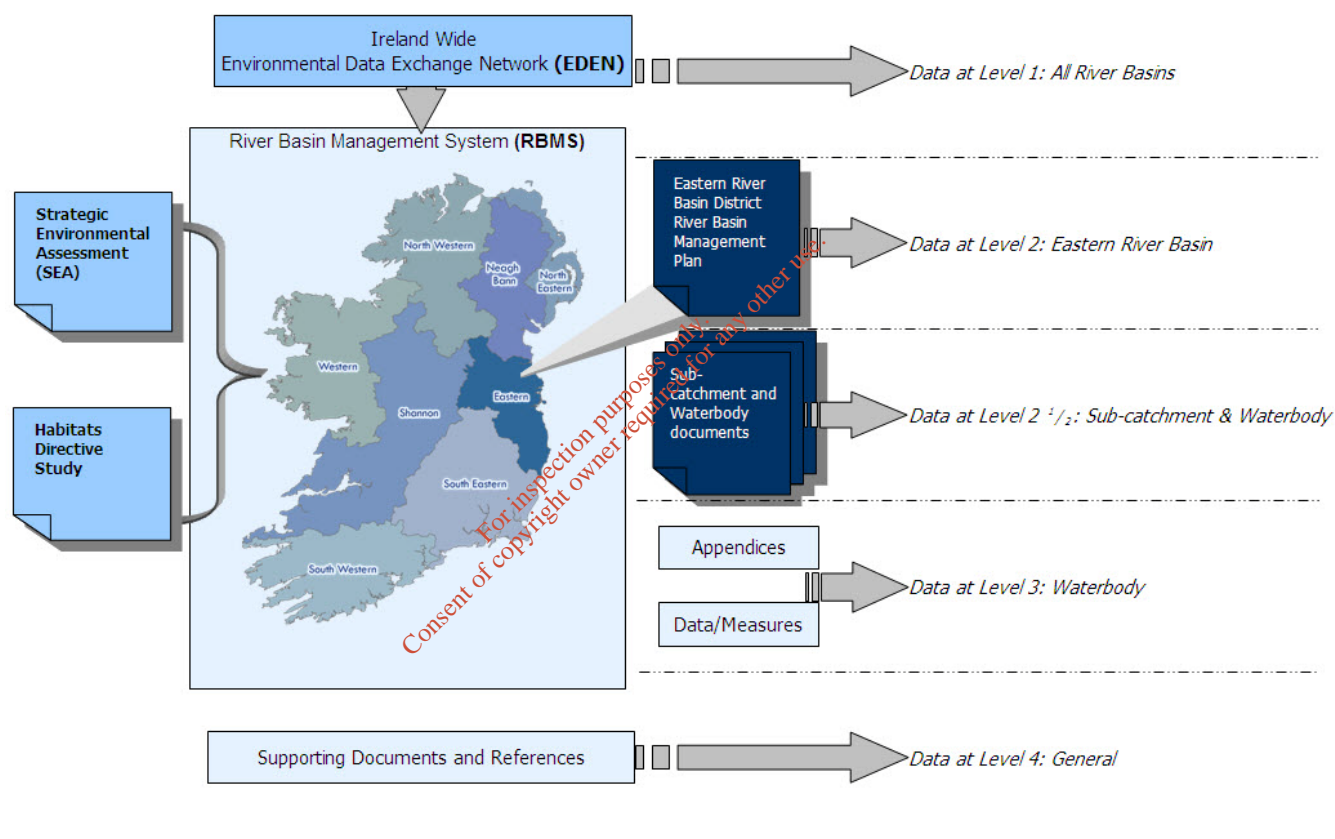 Ireland Wide
Environmental Data Exchange Network (EDEN)
Data at Level 1: All River Basins
River Basin Management System (RBMS)
Strategic
Environmental
Assessment
(SEA)
Habitats
Directive
Study
North Western
Neagh
Bann
North
Eastern
Western
Shannon
Eastern
South Eastern
South Western
Eastern River
Basin District
River Basin
Management
Plan
Data at Level 2: Eastern River Basin
Sub-
catchment and
Waterbody
documents
Data at Level 2 1/2: Sub-catchment & Waterbody
Appendices
Data/Measures
Data at Level 3: Waterbody
Supporting Documents and References
Data at Level 4: General
For inspection purposes only.
Consent of copyright owner required for any other use.